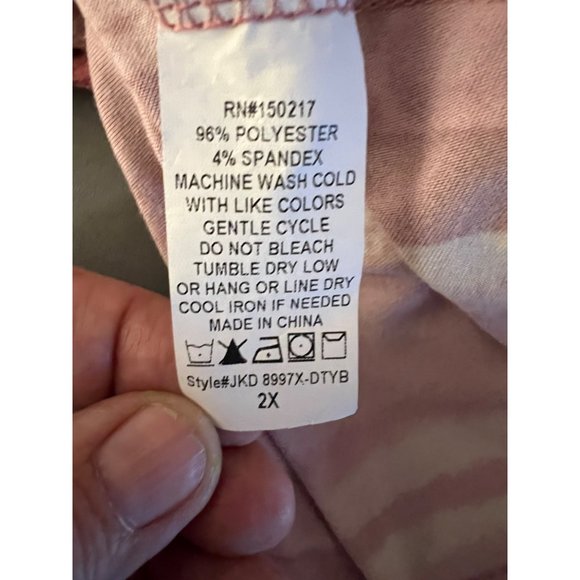 RN#150217
96% POLYESTER
4% SPANDEX
MACHINE WASH COLD
WITH LIKE COLORS
GENTLE CYCLE
DO NOT BLEACH
TUMBLE DRY LOW
OR HANG OR LINE DRY
COOL IRON IF NEEDED
MADE IN CHINA
Style#JKD 8997X-DTYB
2X